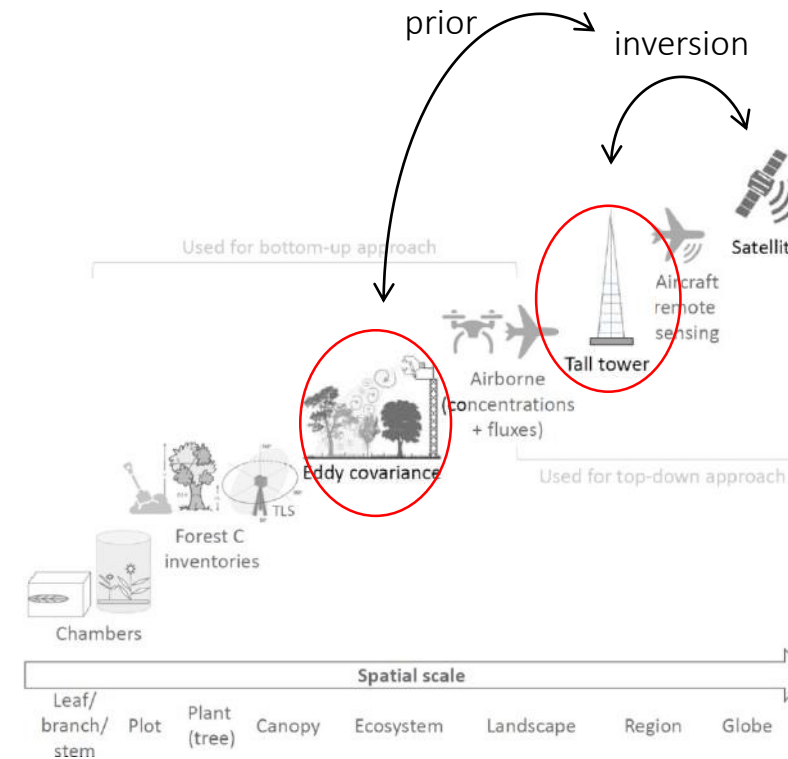 prior
inversion
Used for bottom-up approach
Satellit
Aircraft
remote
sensing
Tall tower
Airborne
(concentrations
+ fluxes)
Eddy covariance
Used for top-down approach
TLS
Forest C
inventories
Chambers
Spatial scale
Leaf/
branch/
stem
Plot
Plant
(tree)
Canopy
Ecosystem
Landscape
Region
Globe